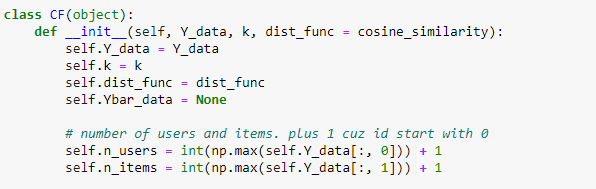 class CF(object):
    def __init__(self, Y_data, k, dist_func = cosine_similarity):
        self.Y_data = Y_data
        self.k = k
        self.dist_func = dist_func
        self.Ybar_data = None

        # number of users and items. plus 1 cuz id start with 0
        self.n_users = int(np.max(self.Y_data[:, 0])) + 1
        self.n_items = int(np.max(self.Y_data[:, 1])) + 1